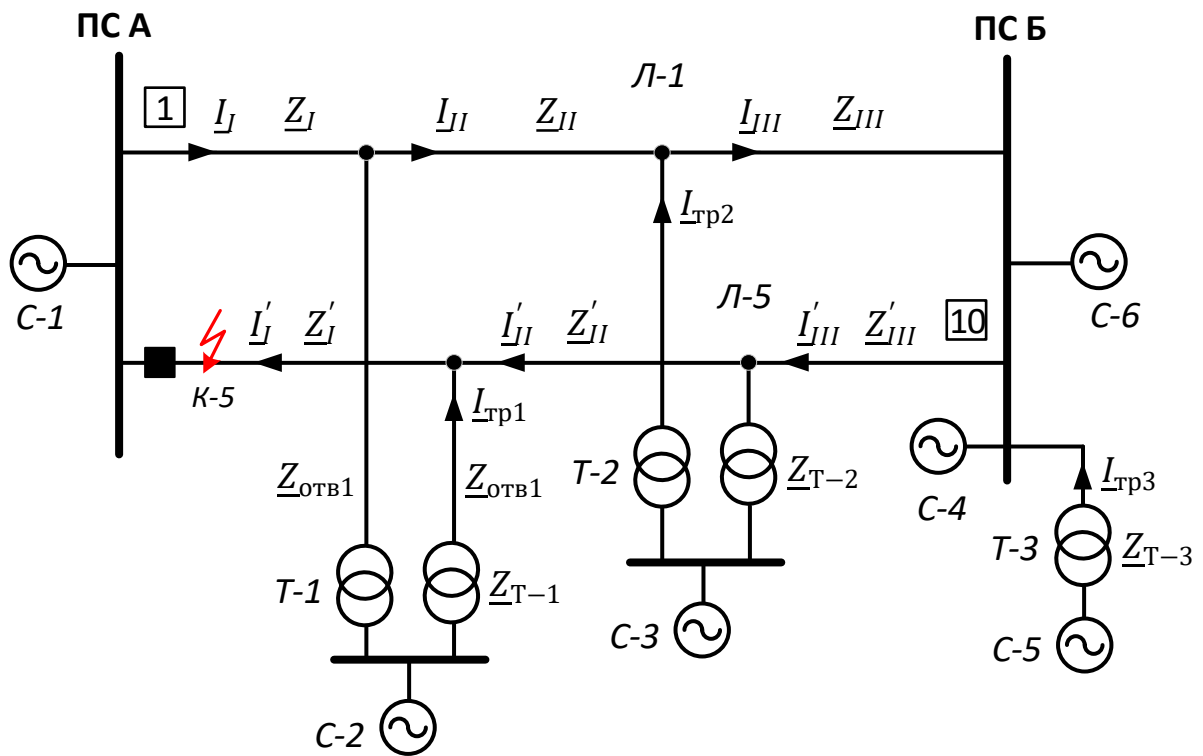 ПС А
ПС Б
Л-1
1
I_I
Z_I
I_II
Z_II
I_III
Z_III
I_тр2
С-1
С-6
Л-5
10
I'_I
Z'_I
I'_II
Z'_II
I'_III
Z'_III
К-5
I_тр1
Z_отв1
Z_отв1
Т-2
Z_Т−2
С-4
I_тр3
Т-3
Z_Т−3
Т-1
Z_Т−1
С-3
С-5
С-2